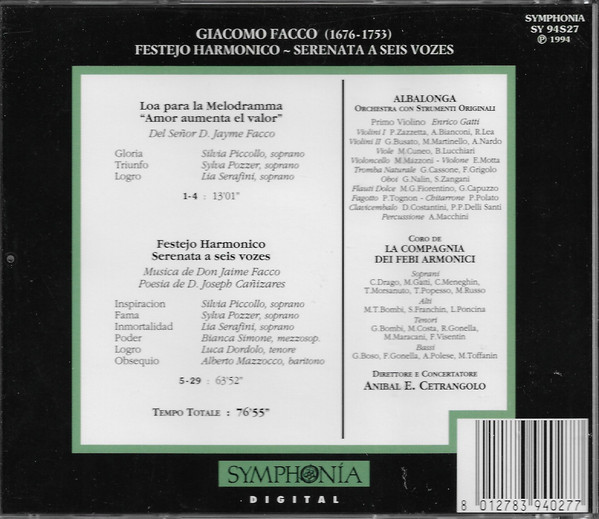 GIACOMO FACCO (1676-1753)
FESTEJO HARMONICO ~ SERENATA A SEIS VOZES
SYMPHONIA
SY 94S27
℗ 1994
Loa para la Melodramma
"Amor aumenta el valor"
Del Señor D. Jayme Facco
Gloria Silvia Piccollo, soprano
Triunfo Sylva Pozzer, soprano
Logro Lia Serafini, soprano
1-4 : 13'01"
Festejo Harmonico
Serenata a seis vozes
Musica de Don Jaime Facco
Poesia de D. Joseph Cañizares
Inspiracion Silvia Piccollo, soprano
Fama Sylva Pozzer, soprano
Inmortalidad Lia Serafini, soprano
Poder Bianca Simone, mezzosop.
Logro Luca Dordolo, tenore
Obsequio Alberto Mazzocco, baritono
5-29 : 63'52"
TEMPO TOTALE : 76'55"
ALBALONGA
ORCHESTRA CON STRUMENTI ORIGINALI
Primo Violino Enrico Gatti
Violini I P. Zazzetta, A.Bianconi, R.Lea
Violini II G.Busato, M.Martinello, A.Nardo
Viole M.Cuneo, B.Lucchiari
Violoncello M.Mazzoni - Violone E.Motta
Tromba Naturale G.Cassone, F.Grigolo
Oboi G.Nalin, S.Zangani
Flauti Dolce M.G.Fiorentino, G.Capuzzo
Fagotto P.Tognon - Chitarrone P.Polato
Clavicembalo D.Costantini, P.P.Delli Santi
Percussione A.Macchini
CORO DE
LA COMPAGNIA
DEI FEBI ARMONICI
Soprani
C.Drago, M.Gatti, C.Meneghin,
T.Morsanuto, T.Popesso, M.Russo
Alti
M.T.Bombi, S.Franchin, L.Poncina
Tenori
G.Bombi, M.Costa, R.Gonella,
M.Maracani, F.Visentin
Bassi
G.Boso, F.Gonella, A.Polese, M.Toffanin
DIRETTORE E CONCERTATORE
ANIBAL E. CETRANGOLO
SYMPHONÍA
DIGITAL
8 012783 940277